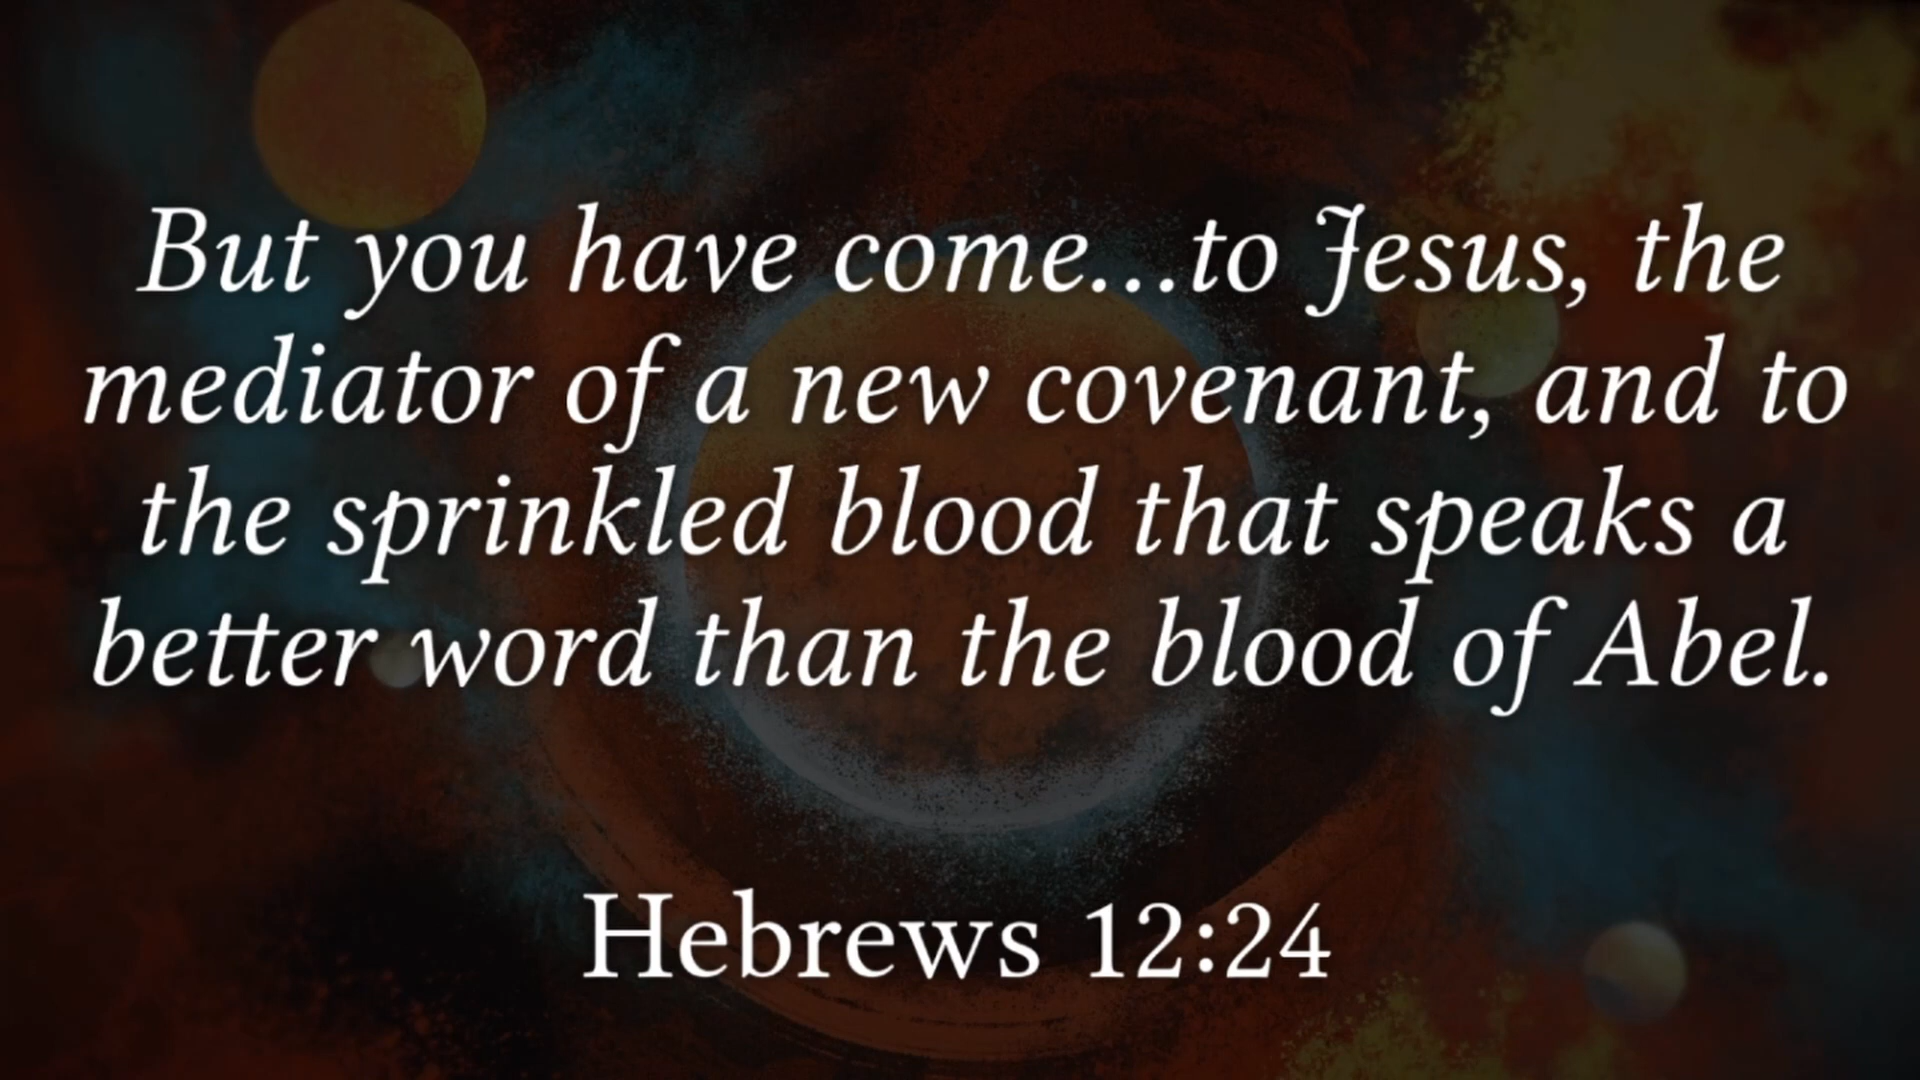 But you have come...to Jesus, the
mediator of a new covenant, and to
the sprinkled blood that speaks a
better word than the blood of Abel.
Hebrews 12:24